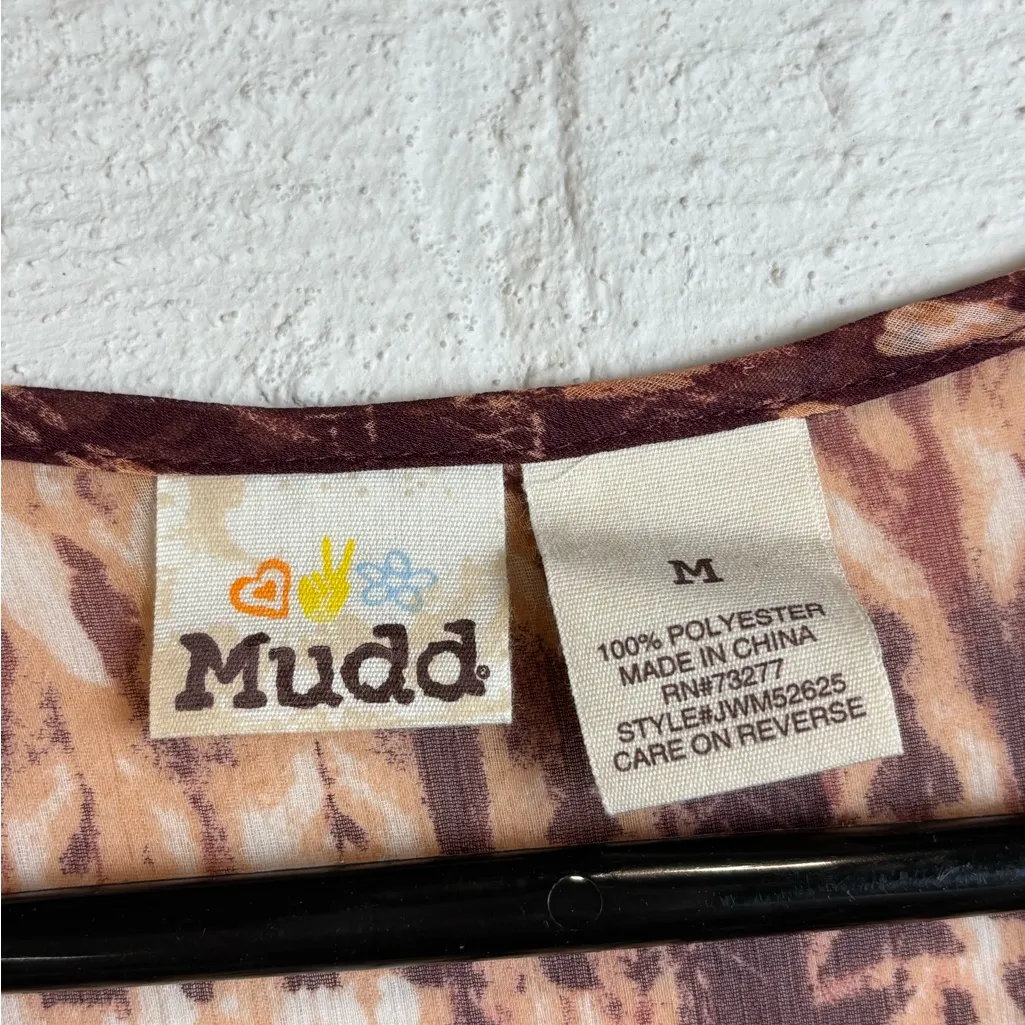 Mudd
M
100% POLYESTER
MADE IN CHINA
RN#73277
STYLE#JWM52625
CARE ON REVERSE